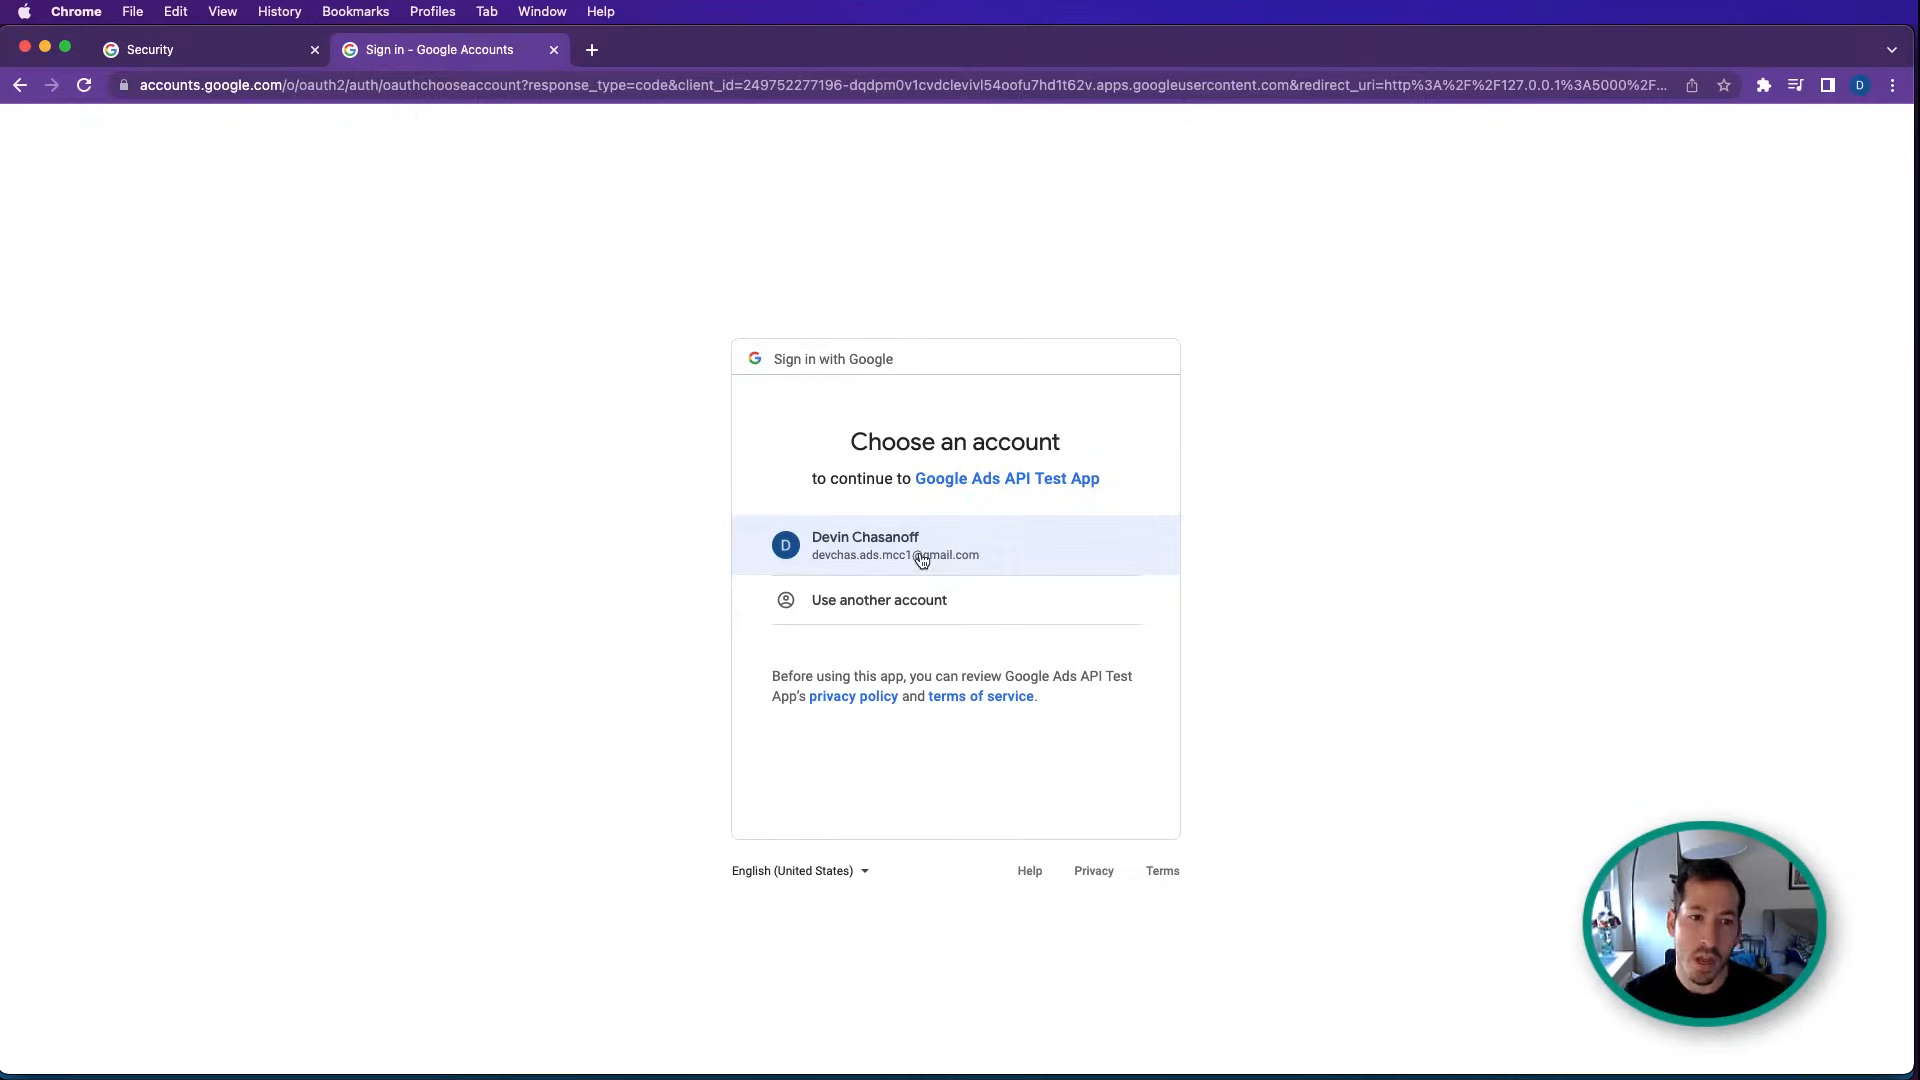 Chrome File Edit View History Bookmarks Profiles Tab Window Help
Security Sign in - Google Accounts
accounts.google.com/o/oauth2/auth/oauthchooseaccount?response_type=code&client_id=249752277196-dqdpm0v1cvdclevivl54oofu7hd1t62v.apps.googleusercontent.com&redirect_uri=http%3A%2F%2F127.0.0.1%3A5000%2F... D
Sign in with Google
Choose an account
to continue to Google Ads API Test App
D Devin Chasanoff
devchas.ads.mcc1@gmail.com
Use another account
Before using this app, you can review Google Ads API Test
App's privacy policy and terms of service.
English (United States) Help Privacy Terms